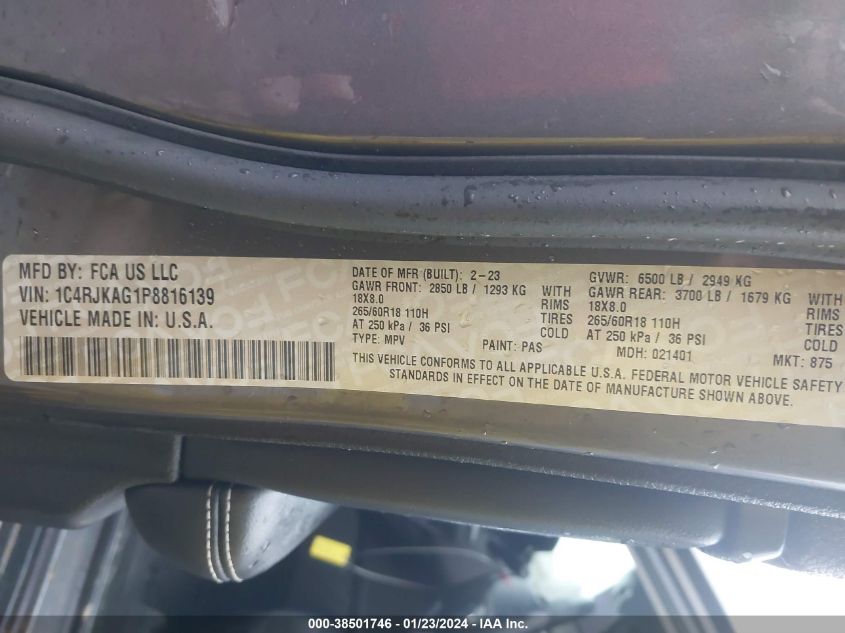 MFD BY: FCA US LLC
VIN: 1C4RJKAG1P8816139
VEHICLE MADE IN: U.S.A.
DATE OF MFR (BUILT): 2-23
GAWR FRONT: 2850 LB / 1293 KG WITH
18X8.0 RIMS
265/60R18 110H TIRES
AT 250 kPa / 36 PSI COLD
TYPE: MPV PAINT: PAS
GVWR: 6500 LB / 2949 KG
GAWR REAR: 3700 LB / 1679 KG WITH
18X8.0 RIMS
265/60R18 110H TIRES
AT 250 kPa / 36 PSI COLD
MDH: 021401 MKT: 875
THIS VEHICLE CONFORMS TO ALL APPLICABLE U.S.A. FEDERAL MOTOR VEHICLE SAFETY
STANDARDS IN EFFECT ON THE DATE OF MANUFACTURE SHOWN ABOVE.
000-38501746 - 01/23/2024 - IAA Inc.